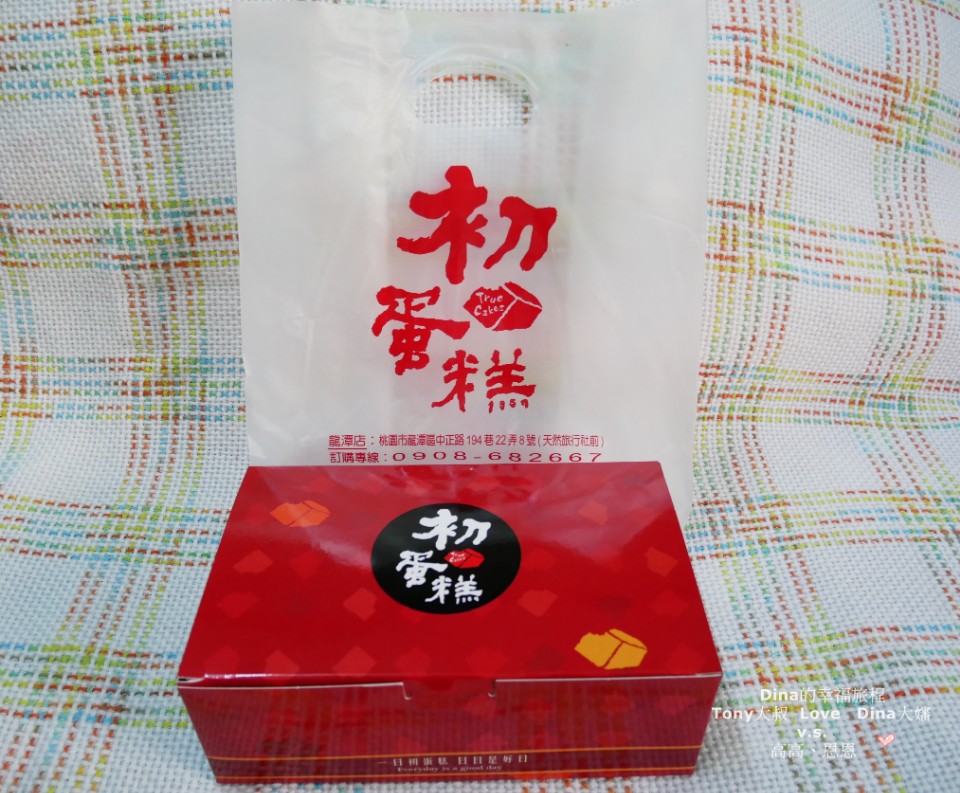 初
蛋
True
Cakes
糕
1959
龍潭店：桃園市龍潭區中正路194巷22弄8號(天然旅行社前)
訂購專線：0908-682667
初
蛋
True
Cakes
糕
一日初蛋糕 日日是好日
Everyday is a good day
Dina的幸福旅程
Tony大叔 Love Dina大嬸
v.s.
高高、恩恩